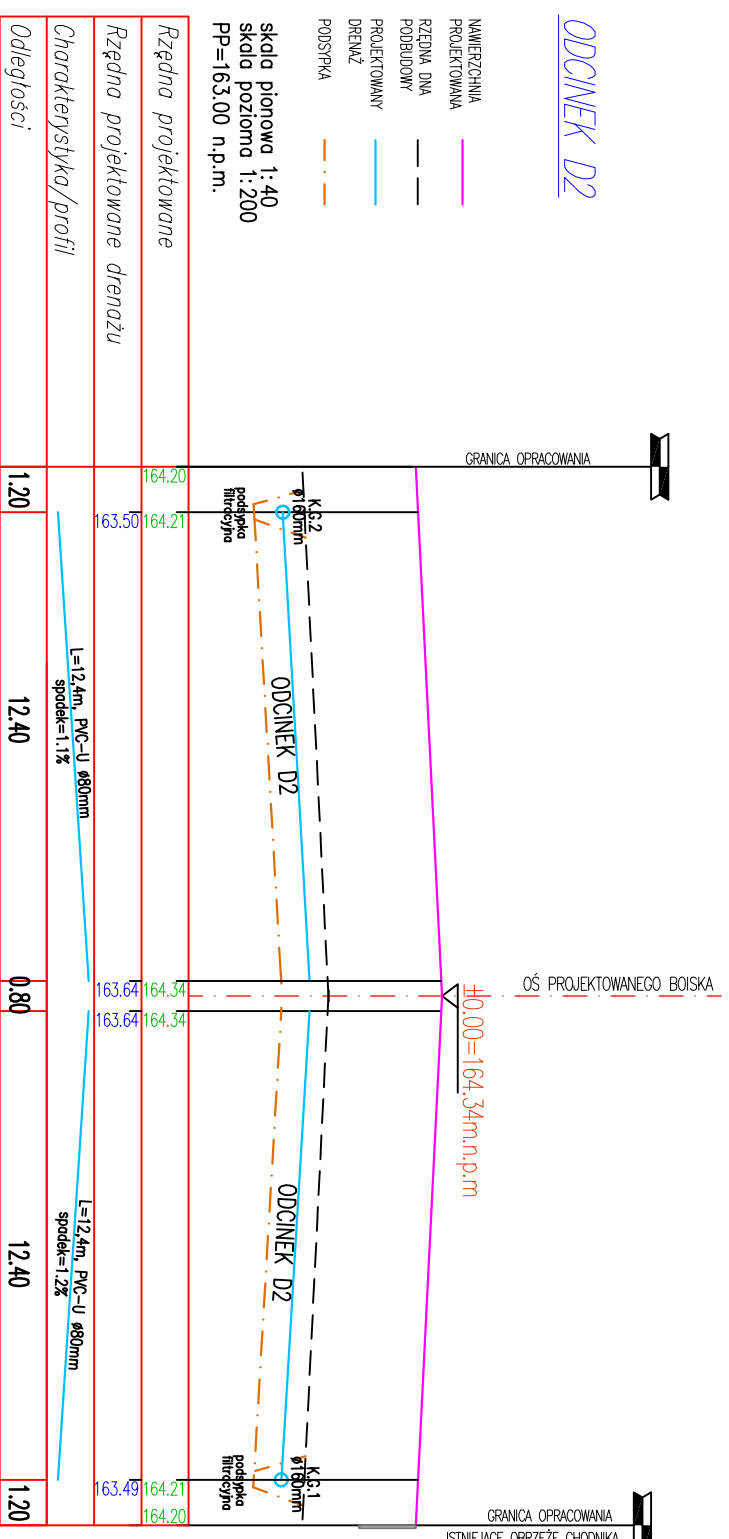 ODCINEK D2
NAWIERZCHNIA
PROJEKTOWANA
RZĘDNA DNA
PODBUDOWY
PROJEKTOWANY
DRENAŻ
PODSYPKA
skala pionowa 1:40
skala pozioma 1:200
PP=163.00 n.p.m.
GRANICA OPRACOWANIA
OŚ PROJEKTOWANEGO BOISKA
±0.00=164.34m.n.p.m
GRANICA OPRACOWANIA
ISTNIEJĄCE OBRZEŻE CHODNIKA
K.G.2
ø160mm
podsypka
filtracyjna
ODCINEK D2
ODCINEK D2
K.G.1
ø160mm
podsypka
filtracyjna
Rzędna projektowane
164.20 164.21 164.34 164.34 164.21 164.20
Rzędna projektowane drenażu
163.50 163.64 163.64 163.49
Charakterystyka/profil
L=12,4m, PVC-U ø80mm
spadek=1.1%
L=12,4m, PVC-U ø80mm
spadek=1.2%
Odległości
1.20 12.40 0.80 12.40 1.20